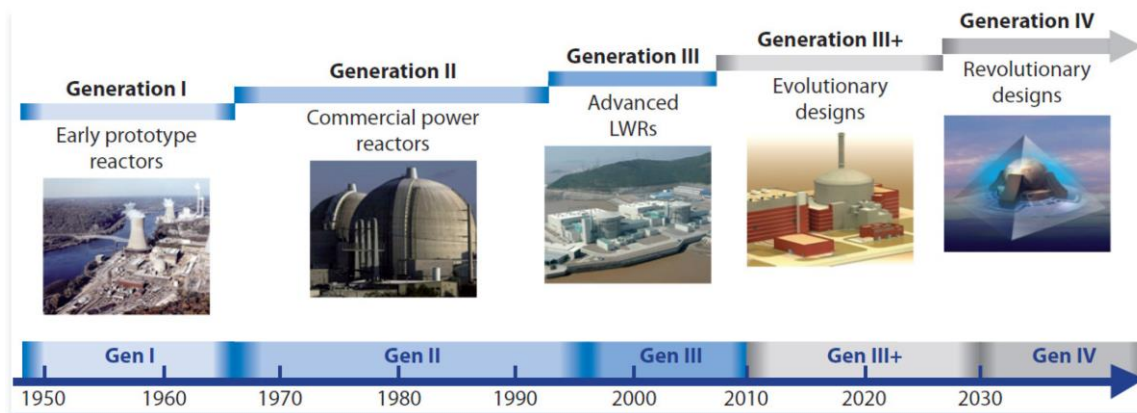 Generation I
Early prototype
reactors
Generation II
Commercial power
reactors
Generation III
Advanced
LWRs
Generation III+
Evolutionary
designs
Generation IV
Revolutionary
designs
Gen I Gen II Gen III Gen III+ Gen IV
1950 1960 1970 1980 1990 2000 2010 2020 2030